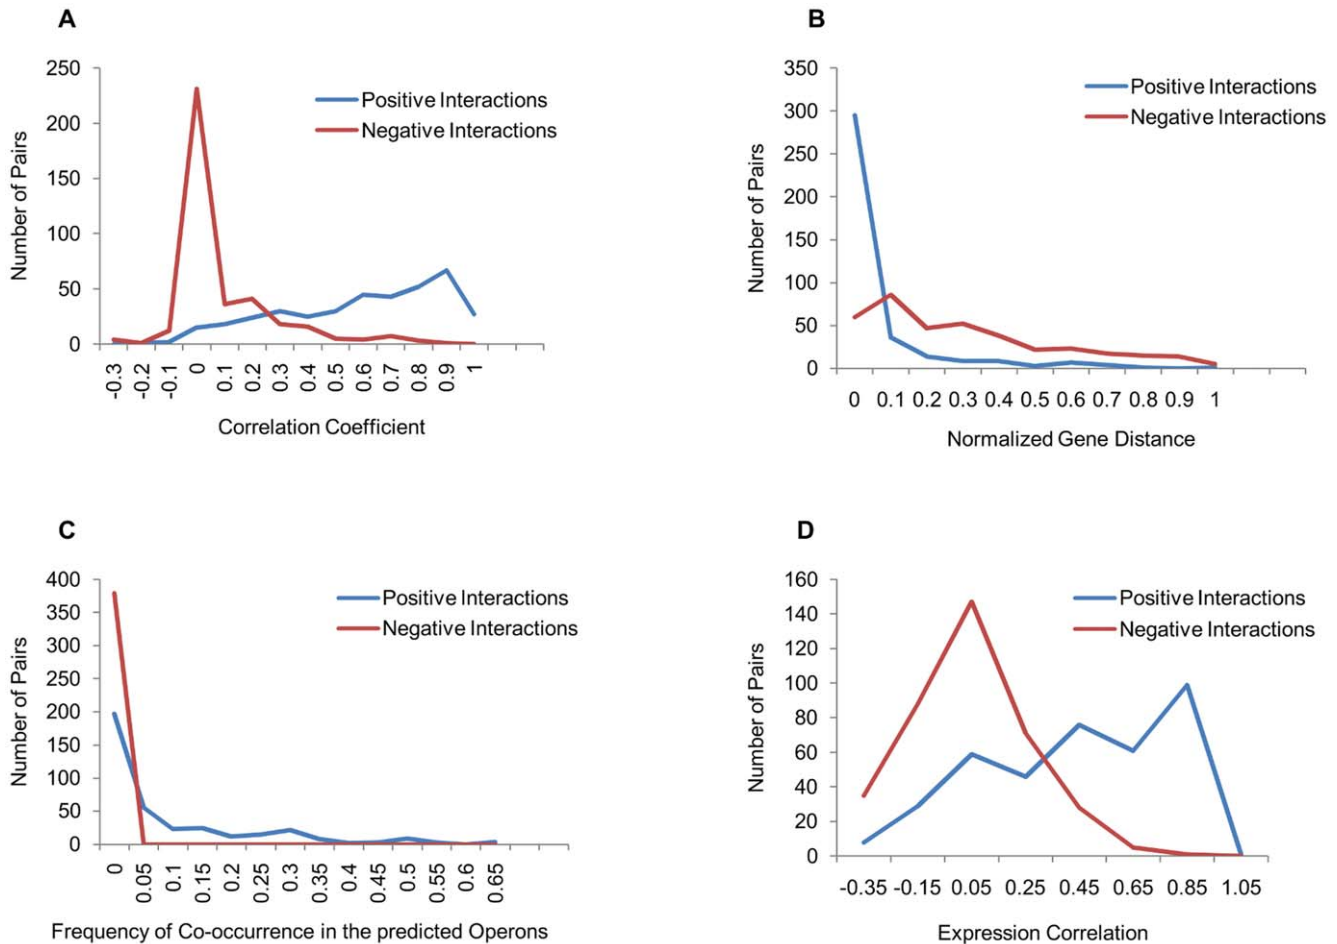 A
250
200
150
100
50
0
Number of Pairs
Positive Interactions
Negative Interactions
-0.3 -0.2 -0.1 0 0.1 0.2 0.3 0.4 0.5 0.6 0.7 0.8 0.9 1
Correlation Coefficient
B
350
300
250
200
150
100
50
0
Number of Pairs
Positive Interactions
Negative Interactions
0 0.1 0.2 0.3 0.4 0.5 0.6 0.7 0.8 0.9 1
Normalized Gene Distance
C
400
350
300
250
200
150
100
50
0
Number of Pairs
Positive Interactions
Negative Interactions
0 0.05 0.1 0.15 0.2 0.25 0.3 0.35 0.4 0.45 0.5 0.55 0.6 0.65
Frequency of Co-occurrence in the predicted Operons
D
160
140
120
100
80
60
40
20
0
Number of Pairs
Positive Interactions
Negative Interactions
-0.35 -0.15 0.05 0.25 0.45 0.65 0.85 1.05
Expression Correlation